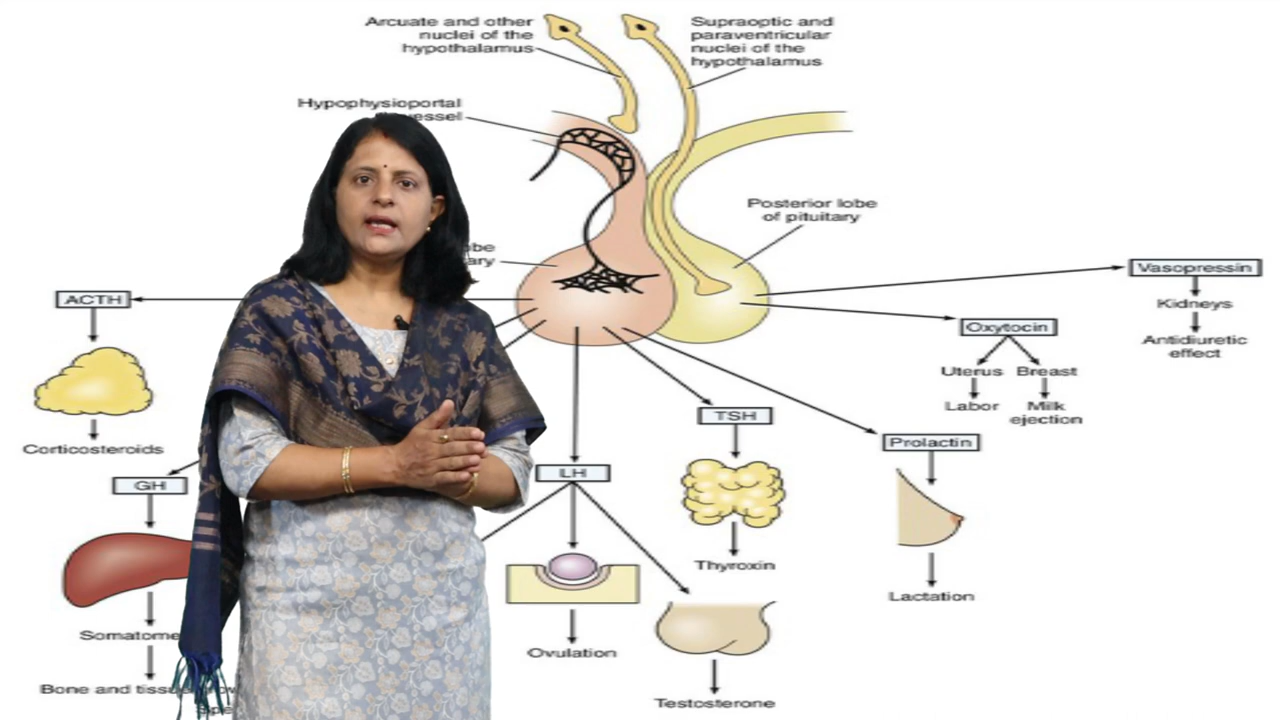 Arcuate and other
nuclei of the
hypothalamus
Supraoptic and
paraventricular
nuclei of the
hypothalamus
Hypophysioportal
Posterior lobe
of pituitary
ACTH
Corticosteroids
GH
Bone and
LH
Ovulation
Testosterone
TSH
Thyroxin
Prolactin
Lactation
Oxytocin
Uterus
Labor
Breast
Milk
ejection
Vasopressin
Kidneys
Antidiuretic
effect